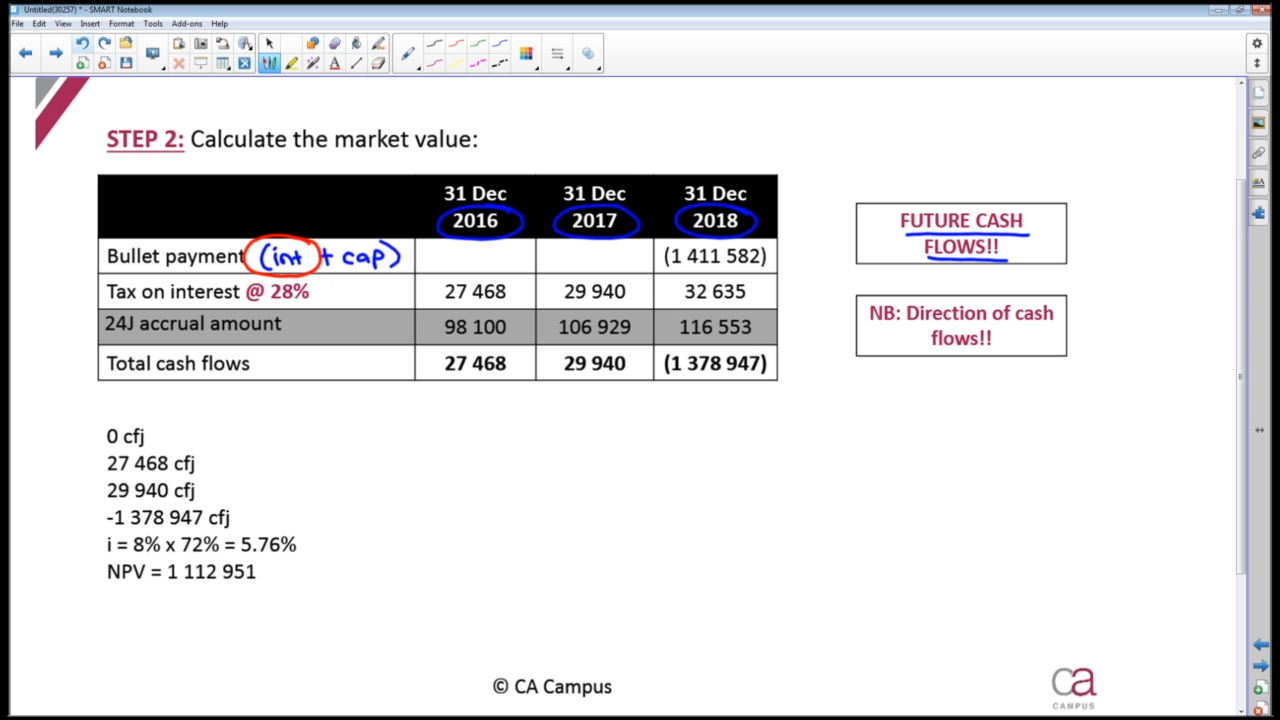 Untitled(30257) * - SMART Notebook
File Edit View Insert Format Tools Add-ons Help
STEP 2: Calculate the market value:
31 Dec 2016 31 Dec 2017 31 Dec 2018
Bullet payment (int + cap) (1 411 582)
Tax on interest @ 28% 27 468 29 940 32 635
24J accrual amount 98 100 106 929 116 553
Total cash flows 27 468 29 940 (1 378 947)
FUTURE CASH
FLOWS!!
NB: Direction of cash
flows!!
0 cfj
27 468 cfj
29 940 cfj
-1 378 947 cfj
i = 8% x 72% = 5.76%
NPV = 1 112 951
© CA Campus
ca
CAMPUS